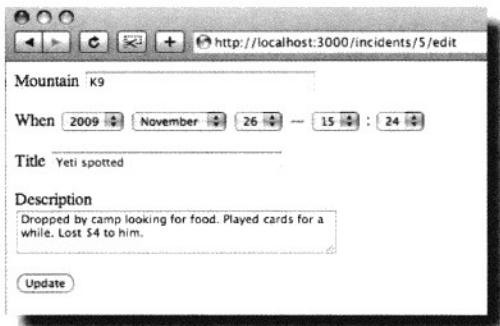 http://localhost:3000/incidents/5/edit
Mountain K9
When 2009 November 26 — 15 : 24
Title Yeti spotted
Description
Dropped by camp looking for food. Played cards for a
while. Lost $4 to him.
Update